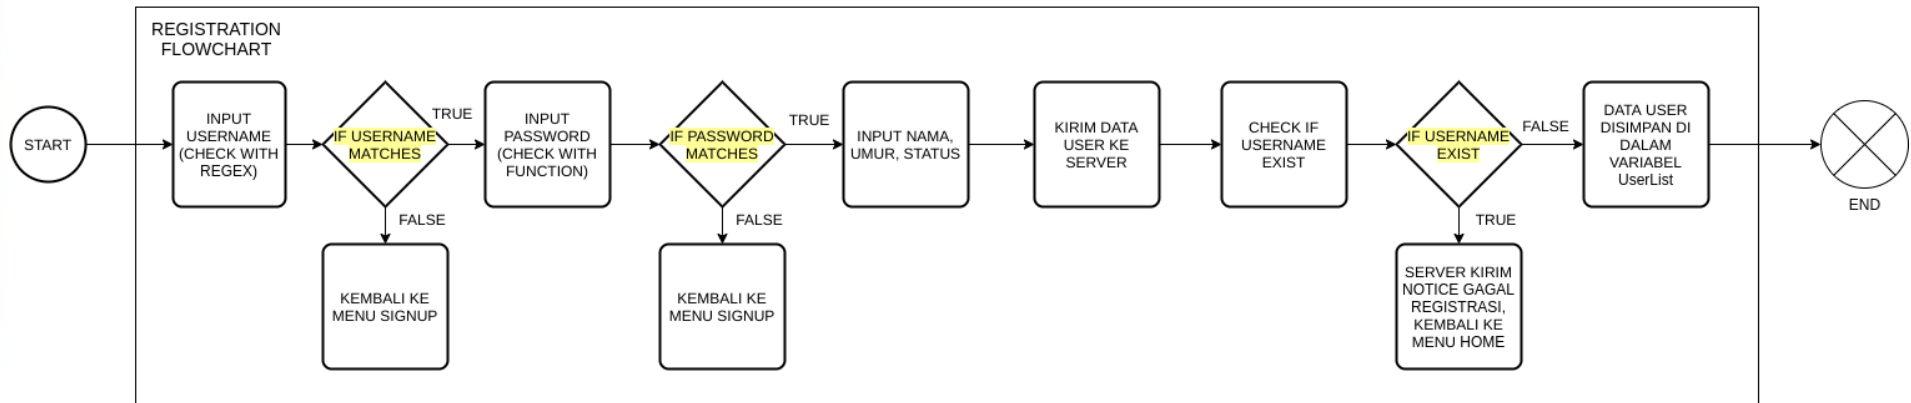 REGISTRATION
FLOWCHART
START
INPUT
USERNAME
(CHECK WITH
REGEX)
IF USERNAME
MATCHES
TRUE
FALSE
KEMBALI KE
MENU SIGNUP
INPUT
PASSWORD
(CHECK WITH
FUNCTION)
IF PASSWORD
MATCHES
TRUE
FALSE
KEMBALI KE
MENU SIGNUP
INPUT NAMA,
UMUR, STATUS
KIRIM DATA
USER KE
SERVER
CHECK IF
USERNAME
EXIST
IF USERNAME
EXIST
FALSE
TRUE
SERVER KIRIM
NOTICE GAGAL
REGISTRASI,
KEMBALI KE
MENU HOME
DATA USER
DISIMPAN DI
DALAM
VARIABEL
UserList
END